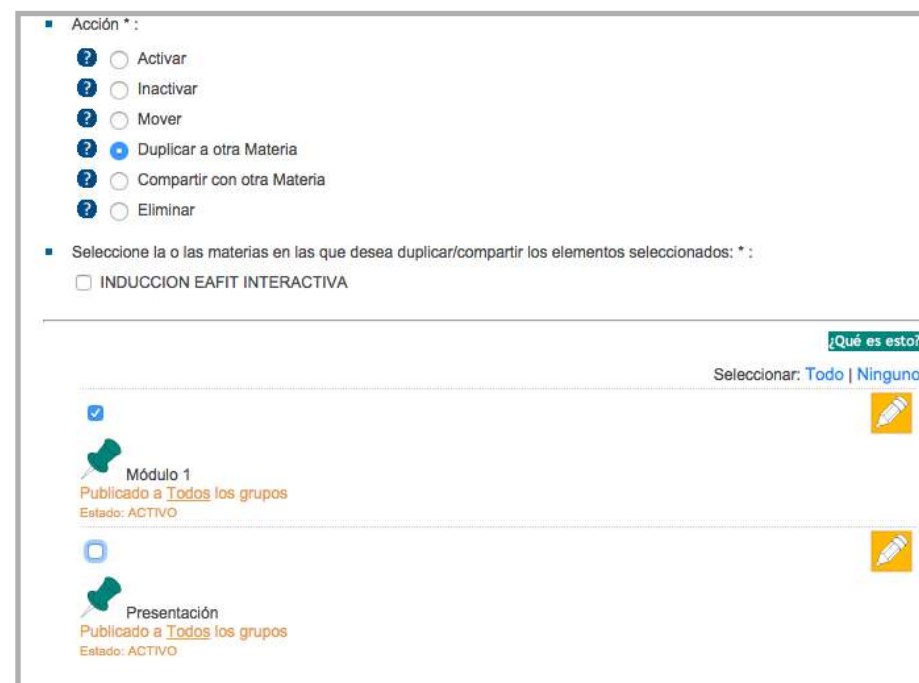 Acción * :
Activar
Inactivar
Mover
Duplicar a otra Materia
Compartir con otra Materia
Eliminar
Seleccione la o las materias en las que desea duplicar/compartir los elementos seleccionados: * :
INDUCCION EAFIT INTERACTIVA
¿Qué es esto?
Seleccionar: Todo | Ninguno
Módulo 1
Publicado a Todos los grupos
Estado: ACTIVO
Presentación
Publicado a Todos los grupos
Estado: ACTIVO